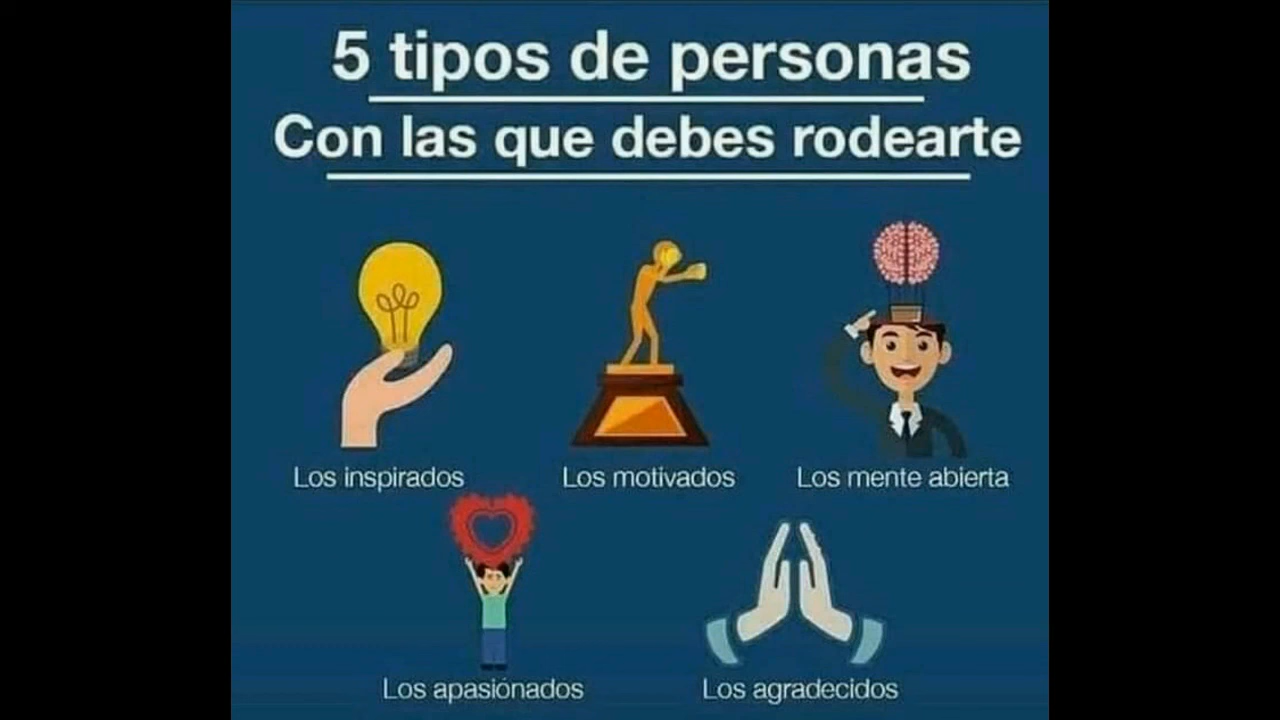 5 tipos de personas
Con las que debes rodearte
Los inspirados
Los motivados
Los mente abierta
Los apasionados
Los agradecidos